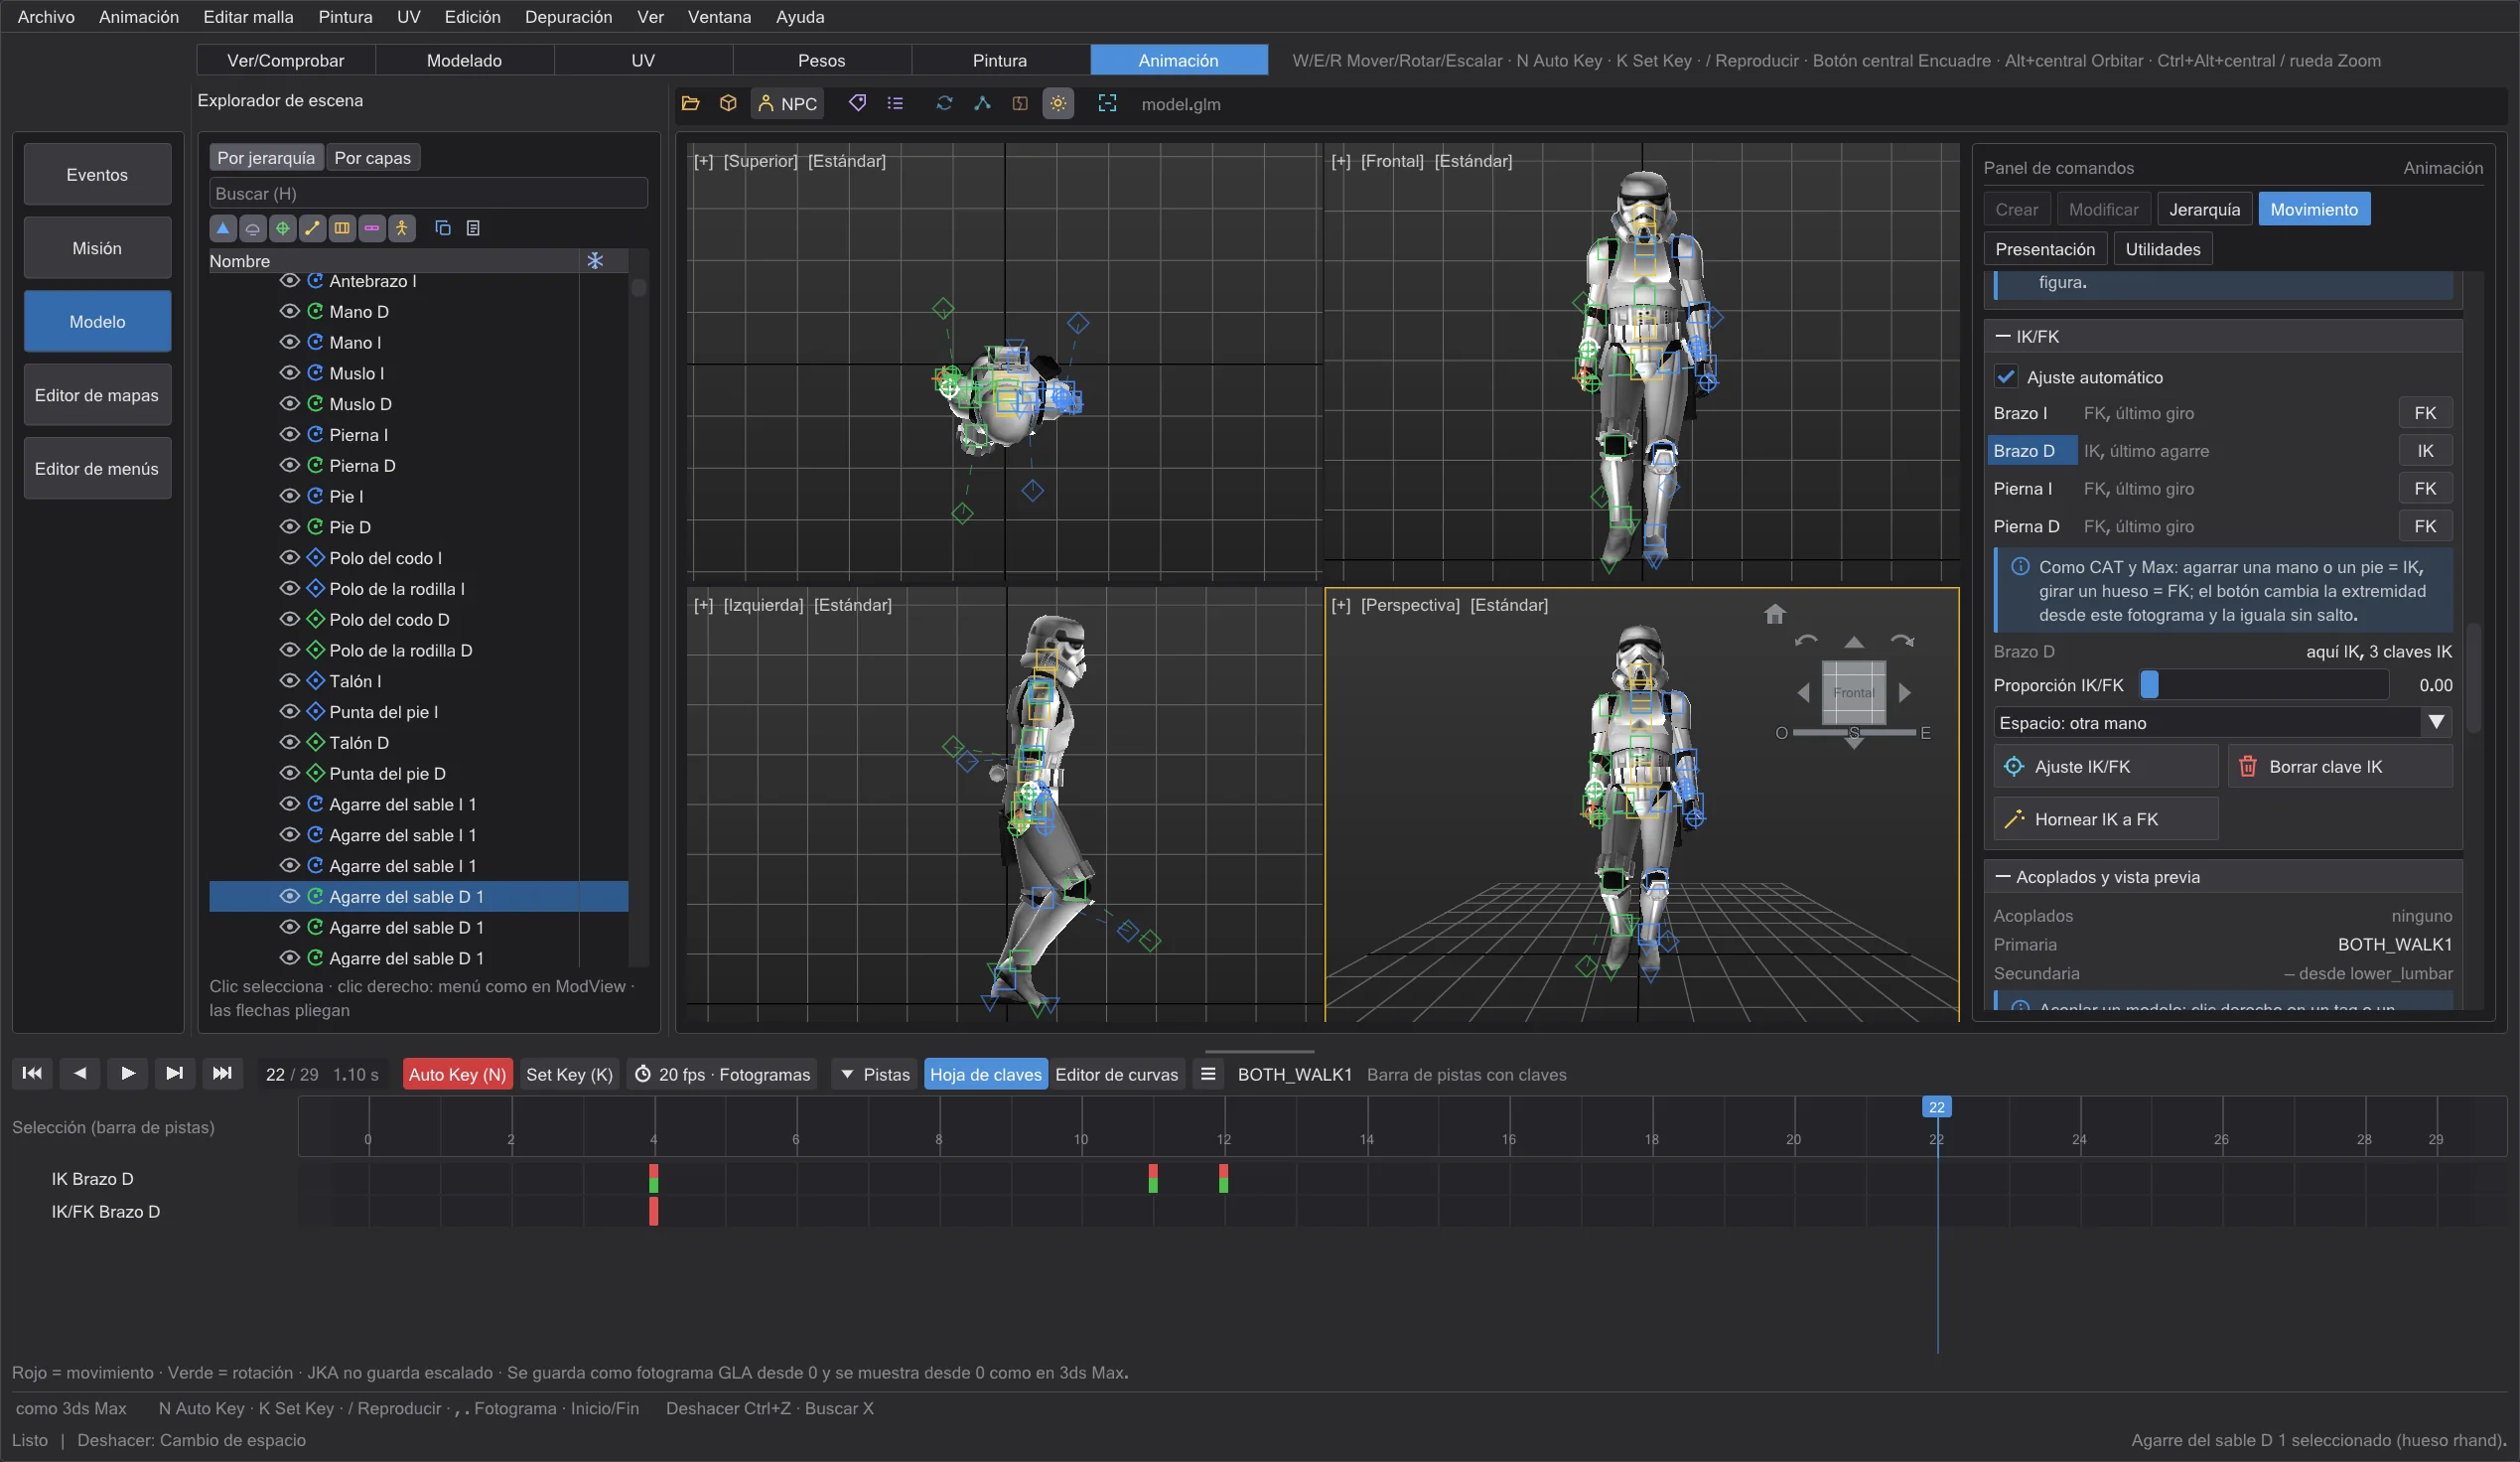 Archivo Animación Editar malla Pintura UV Edición Depuración Ver Ventana Ayuda
Ver/Comprobar Modelado UV Pesos Pintura Animación W/E/R Mover/Rotar/Escalar · N Auto Key · K Set Key · / Reproducir · Botón central Encuadre · Alt+central Orbitar · Ctrl+Alt+central / rueda Zoom
Explorador de escena
NPC model.glm
Eventos
Misión
Modelo
Editor de mapas
Editor de menús
Por jerarquía Por capas
Buscar (H)
Nombre
Antebrazo I
Mano D
Mano I
Muslo I
Muslo D
Pierna I
Pierna D
Pie I
Pie D
Polo del codo I
Polo de la rodilla I
Polo del codo D
Polo de la rodilla D
Talón I
Punta del pie I
Talón D
Punta del pie D
Agarre del sable I 1
Agarre del sable I 1
Agarre del sable I 1
Agarre del sable D 1
Agarre del sable D 1
Agarre del sable D 1
Clic selecciona · clic derecho: menú como en ModView ·
las flechas pliegan
[+] [Superior] [Estándar]
[+] [Frontal] [Estándar]
[+] [Izquierda] [Estándar]
[+] [Perspectiva] [Estándar]
Frontal
O S E
Panel de comandos Animación
Crear Modificar Jerarquía Movimiento
Presentación Utilidades
figura.
IK/FK
Ajuste automático
Brazo I FK, último giro FK
Brazo D IK, último agarre IK
Pierna I FK, último giro FK
Pierna D FK, último giro FK
Como CAT y Max: agarrar una mano o un pie = IK,
girar un hueso = FK; el botón cambia la extremidad
desde este fotograma y la iguala sin salto.
Brazo D aquí IK, 3 claves IK
Proporción IK/FK 0.00
Espacio: otra mano
Ajuste IK/FK Borrar clave IK
Hornear IK a FK
Acoplados y vista previa
Acoplados ninguno
Primaria BOTH_WALK1
Secundaria – desde lower_lumbar
Acoplar un modelo: clic derecho en un tag o un
22 / 29 1.10 s Auto Key (N) Set Key (K) 20 fps · Fotogramas Pistas Hoja de claves Editor de curvas BOTH_WALK1 Barra de pistas con claves
22
Selección (barra de pistas) 0 2 4 6 8 10 12 14 16 18 20 22 24 26 28 29
IK Brazo D
IK/FK Brazo D
Rojo = movimiento · Verde = rotación · JKA no guarda escalado · Se guarda como fotograma GLA desde 0 y se muestra desde 0 como en 3ds Max.
como 3ds Max N Auto Key · K Set Key · / Reproducir · , . Fotograma · Inicio/Fin Deshacer Ctrl+Z · Buscar X
Listo | Deshacer: Cambio de espacio Agarre del sable D 1 seleccionado (hueso rhand).